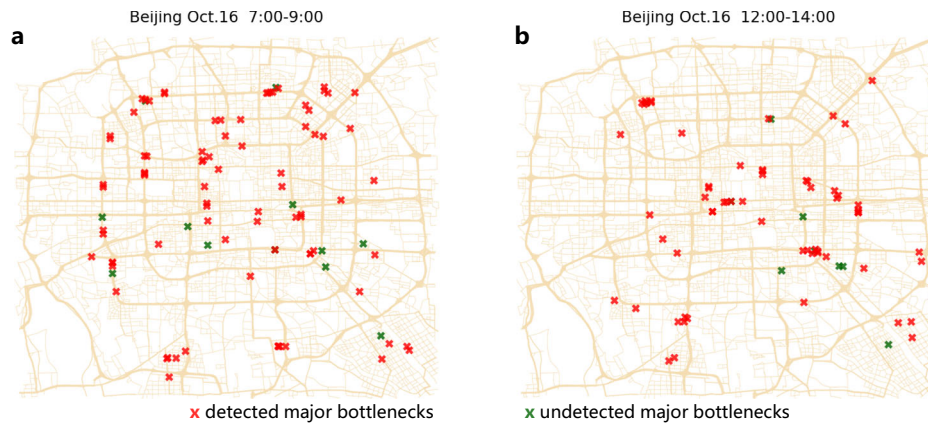 Beijing Oct.16  7:00-9:00
Beijing Oct.16  12:00-14:00
a
b
x detected major bottlenecks
x undetected major bottlenecks